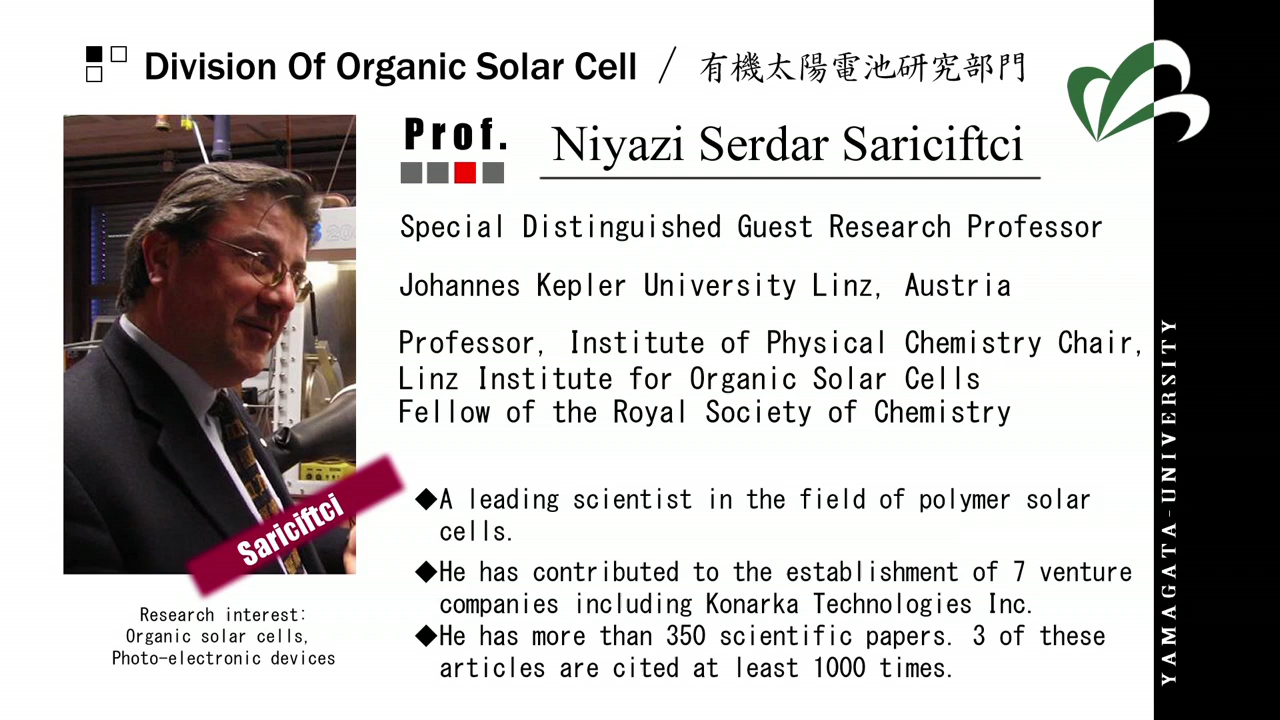 Division Of Organic Solar Cell / 有機太陽電池研究部門
Prof. Niyazi Serdar Sariciftci
Special Distinguished Guest Research Professor
Johannes Kepler University Linz, Austria
Professor, Institute of Physical Chemistry Chair,
Linz Institute for Organic Solar Cells
Fellow of the Royal Society of Chemistry
◆A leading scientist in the field of polymer solar
cells.
◆He has contributed to the establishment of 7 venture
companies including Konarka Technologies Inc.
◆He has more than 350 scientific papers. 3 of these
articles are cited at least 1000 times.
Sariciftci
Research interest:
Organic solar cells,
Photo-electronic devices
YAMAGATA-UNIVERSITY